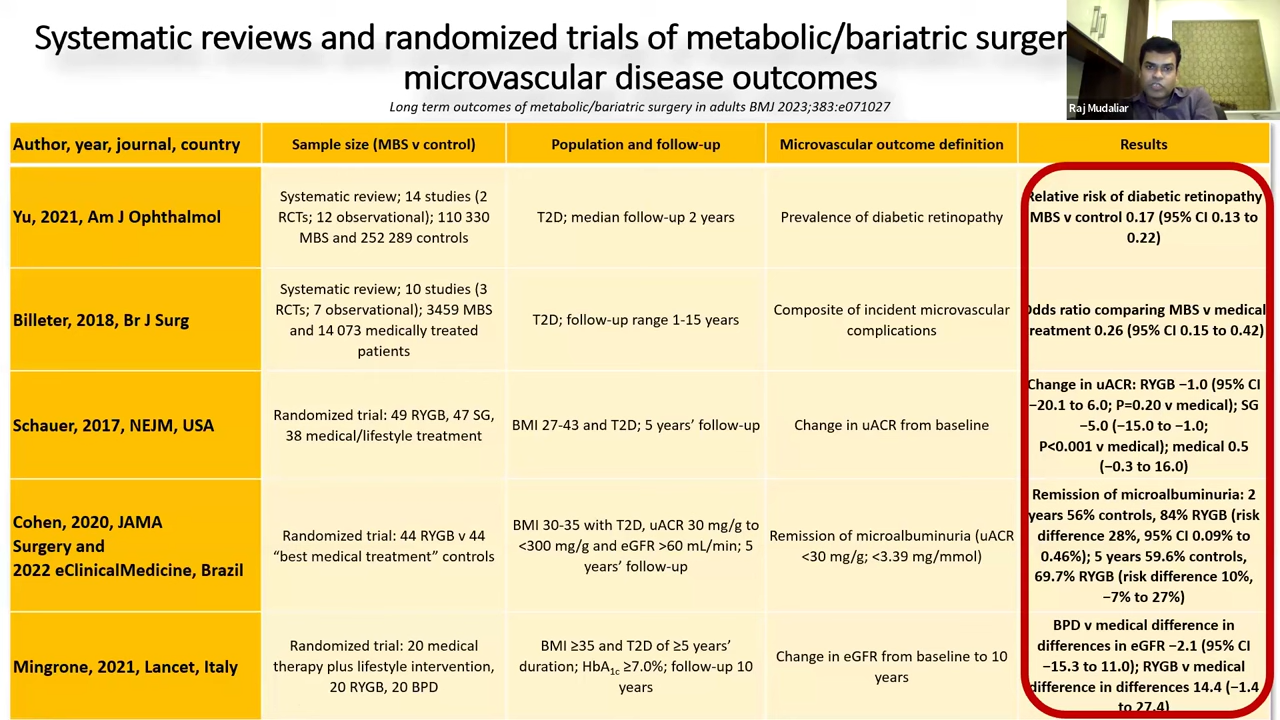 Systematic reviews and randomized trials of metabolic/bariatric surger
microvascular disease outcomes
Long term outcomes of metabolic/bariatric surgery in adults BMJ 2023;383:e071027
Raj Mudaliar
Author, year, journal, country
Sample size (MBS v control)
Population and follow-up
Microvascular outcome definition
Results
Yu, 2021, Am J Ophthalmol
Systematic review; 14 studies (2
RCTs; 12 observational); 110 330
MBS and 252 289 controls
T2D; median follow-up 2 years
Prevalence of diabetic retinopathy
Relative risk of diabetic retinopathy
MBS v control 0.17 (95% CI 0.13 to
0.22)
Billeter, 2018, Br J Surg
Systematic review; 10 studies (3
RCTs; 7 observational); 3459 MBS
and 14 073 medically treated
patients
T2D; follow-up range 1-15 years
Composite of incident microvascular
complications
Odds ratio comparing MBS v medical
treatment 0.26 (95% CI 0.15 to 0.42)
Schauer, 2017, NEJM, USA
Randomized trial: 49 RYGB, 47 SG,
38 medical/lifestyle treatment
BMI 27-43 and T2D; 5 years’ follow-up
Change in uACR from baseline
Change in uACR: RYGB −1.0 (95% CI
−20.1 to 6.0; P=0.20 v medical); SG
−5.0 (−15.0 to −1.0;
P<0.001 v medical); medical 0.5
(−0.3 to 16.0)
Cohen, 2020, JAMA
Surgery and
2022 eClinicalMedicine, Brazil
Randomized trial: 44 RYGB v 44
“best medical treatment” controls
BMI 30-35 with T2D, uACR 30 mg/g to
<300 mg/g and eGFR >60 mL/min; 5
years’ follow-up
Remission of microalbuminuria (uACR
<30 mg/g; <3.39 mg/mmol)
Remission of microalbuminuria: 2
years 56% controls, 84% RYGB (risk
difference 28%, 95% CI 0.09% to
0.46%); 5 years 59.6% controls,
69.7% RYGB (risk difference 10%,
−7% to 27%)
Mingrone, 2021, Lancet, Italy
Randomized trial: 20 medical
therapy plus lifestyle intervention,
20 RYGB, 20 BPD
BMI ≥35 and T2D of ≥5 years’
duration; HbA1c ≥7.0%; follow-up 10
years
Change in eGFR from baseline to 10
years
BPD v medical difference in
differences in eGFR −2.1 (95% CI
−15.3 to 11.0); RYGB v medical
difference in differences 14.4 (−1.4
to 27.4)